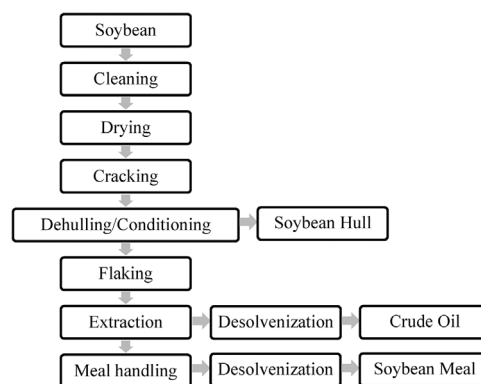 Soybean
Cleaning
Drying
Cracking
Dehulling/Conditioning Soybean Hull
Flaking
Extraction Desolvenization Crude Oil
Meal handling Desolvenization Soybean Meal